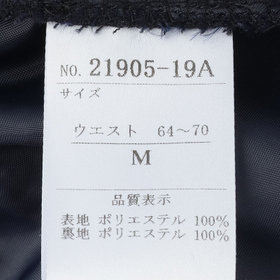 NO. 21905-19A
サイズ
ウエスト 64～70
M
品質表示
表地 ポリエステル 100%
裏地 ポリエステル 100%